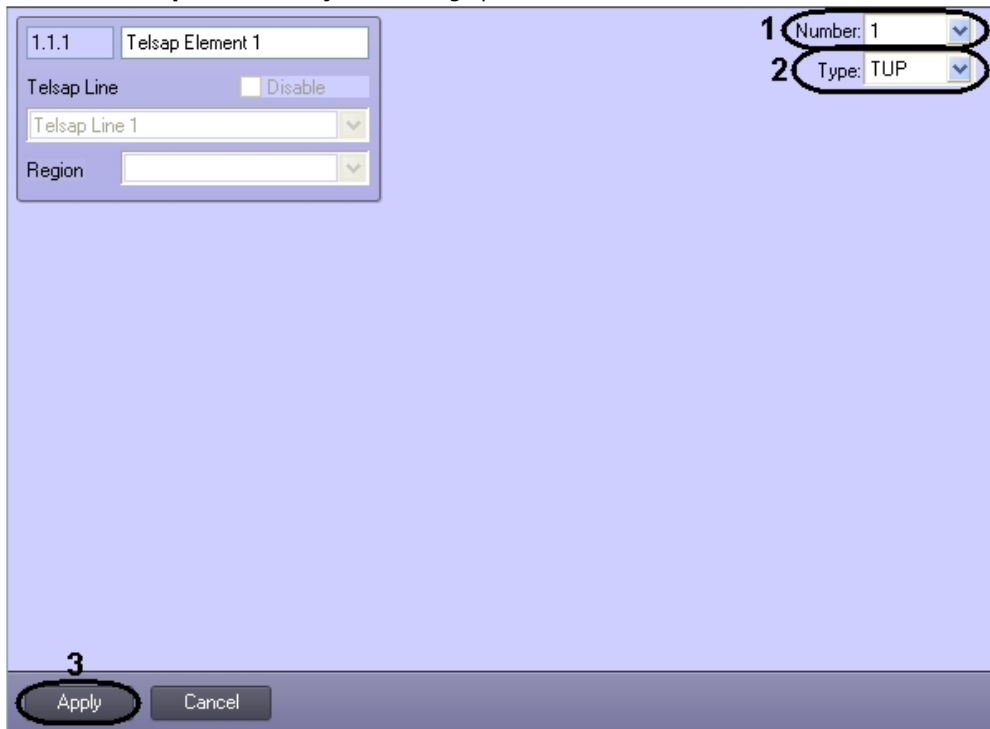 1.1.1 Telsap Element 1
Telsap Line Disable
Telsap Line 1
Region
1 Number: 1
2 Type: TUP
3
Apply Cancel